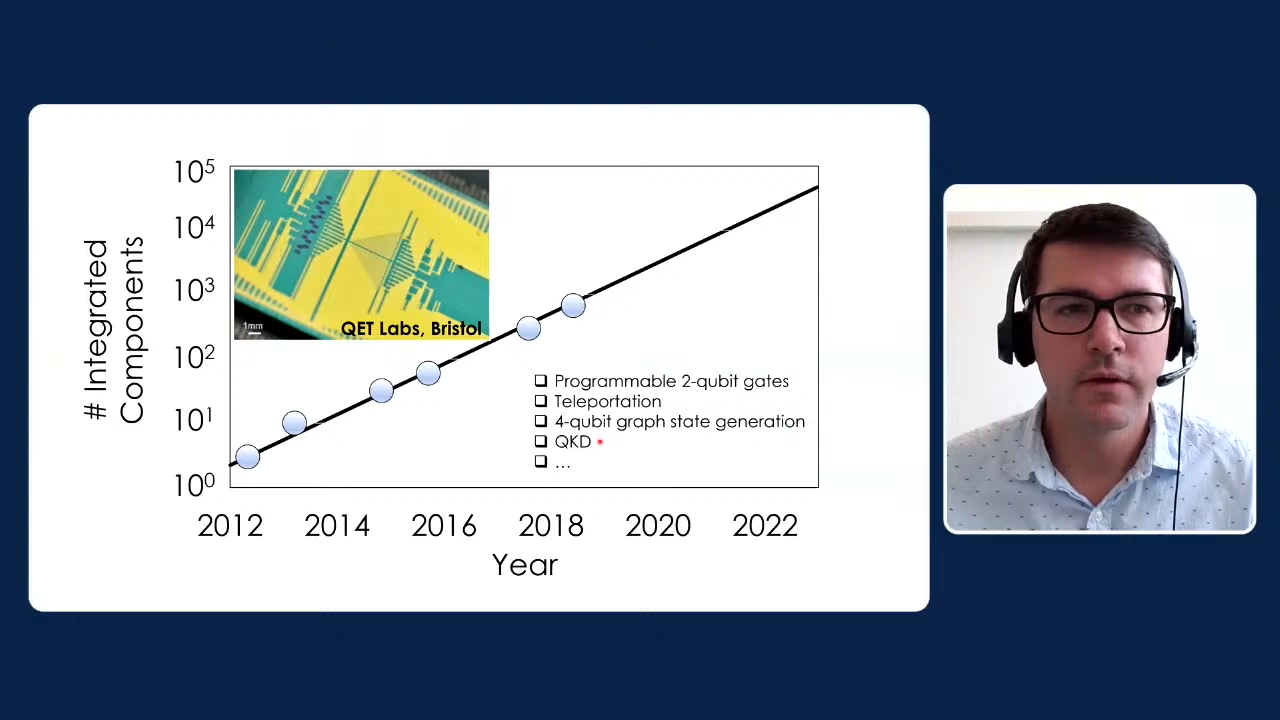 # Integrated
Components
10⁵
10⁴
10³
10²
10¹
10⁰
1mm
QET Labs, Bristol
❑ Programmable 2-qubit gates
❑ Teleportation
❑ 4-qubit graph state generation
❑ QKD
❑ ...
2012 2014 2016 2018 2020 2022
Year